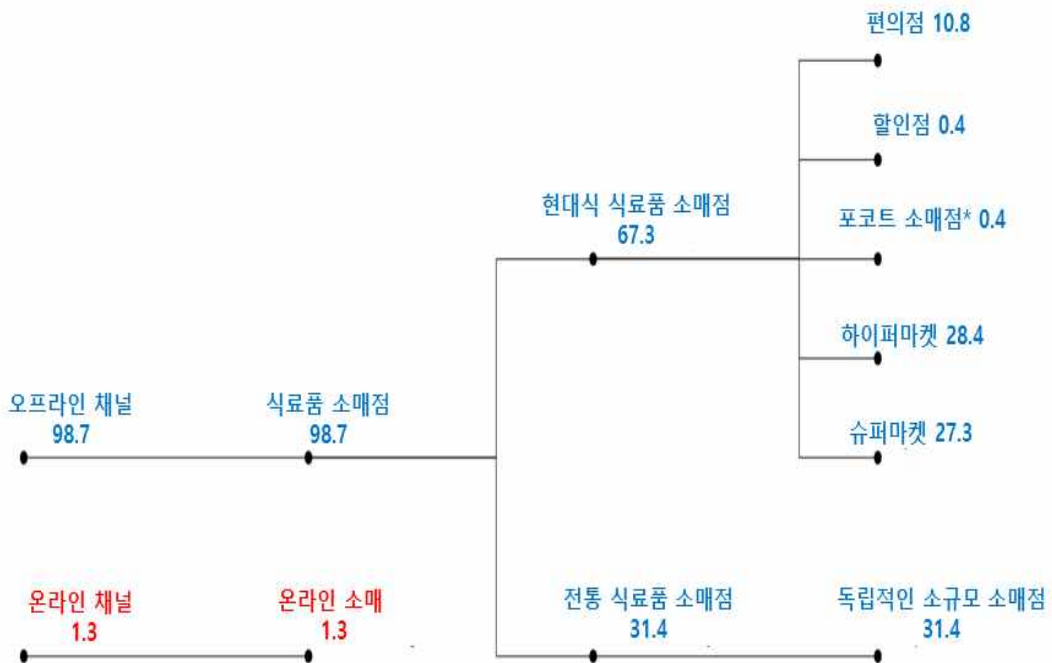 편의점 10.8
할인점 0.4
현대식 식료품 소매점
67.3
포코트 소매점* 0.4
하이퍼마켓 28.4
오프라인 채널
98.7
식료품 소매점
98.7
슈퍼마켓 27.3
온라인 채널
1.3
온라인 소매
1.3
전통 식료품 소매점
31.4
독립적인 소규모 소매점
31.4